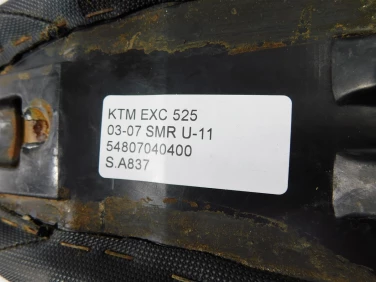 KTM EXC 525
03-07 SMR U-11
54807040400
S.A837